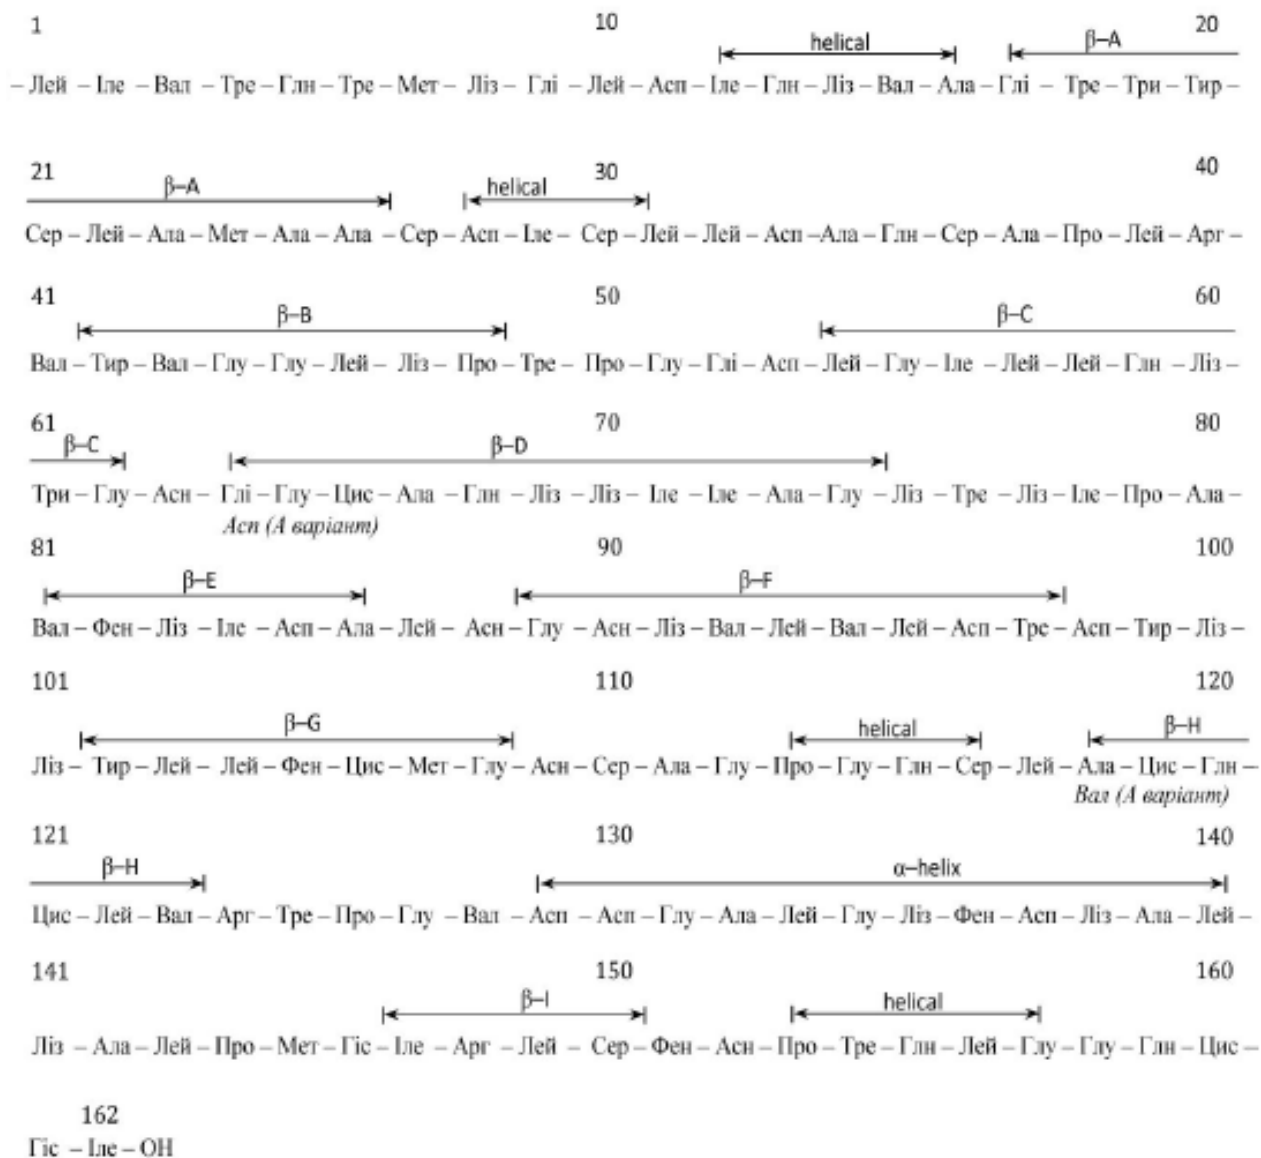 1 10 20
helical β–A
– Лей – Іле – Вал – Тре – Глн – Тре – Мет – Ліз – Глі – Лей – Асп – Іле – Глн – Ліз – Вал – Ала – Глі – Тре – Три – Тир –
21 30 40
β–A helical
Сер – Лей – Ала – Мет – Ала – Ала – Сер – Асп – Іле – Сер – Лей – Лей – Асп – Ала – Глн – Сер – Ала – Про – Лей – Арг –
41 50 60
β–B β–C
Вал – Тир – Вал – Глу – Глу – Лей – Ліз – Про – Тре – Про – Глу – Глі – Асп – Лей – Глу – Іле – Лей – Лей – Глн – Ліз –
61 70 80
β–C β–D
Три – Глу – Асн – Глі – Глу – Цис – Ала – Глн – Ліз – Ліз – Іле – Іле – Ала – Глу – Ліз – Тре – Ліз – Іле – Про – Ала –
Асп (А варіант)
81 90 100
β–E β–F
Вал – Фен – Ліз – Іле – Асп – Ала – Лей – Асн – Глу – Асн – Ліз – Вал – Лей – Вал – Лей – Асп – Тре – Асп – Тир – Ліз –
101 110 120
β–G helical β–H
Ліз – Тир – Лей – Лей – Фен – Цис – Мет – Глу – Асн – Сер – Ала – Глу – Про – Глу – Глн – Сер – Лей – Ала – Цис – Глн –
Вал (А варіант)
121 130 140
β–H α–helix
Цис – Лей – Вал – Арг – Тре – Про – Глу – Вал – Асп – Асп – Глу – Ала – Лей – Глу – Ліз – Фен – Асп – Ліз – Ала – Лей –
141 150 160
β–I helical
Ліз – Ала – Лей – Про – Мет – Гіс – Іле – Арг – Лей – Сер – Фен – Асн – Про – Тре – Глн – Лей – Глу – Глу – Глн – Цис –
162
Гіс – Іле – ОН